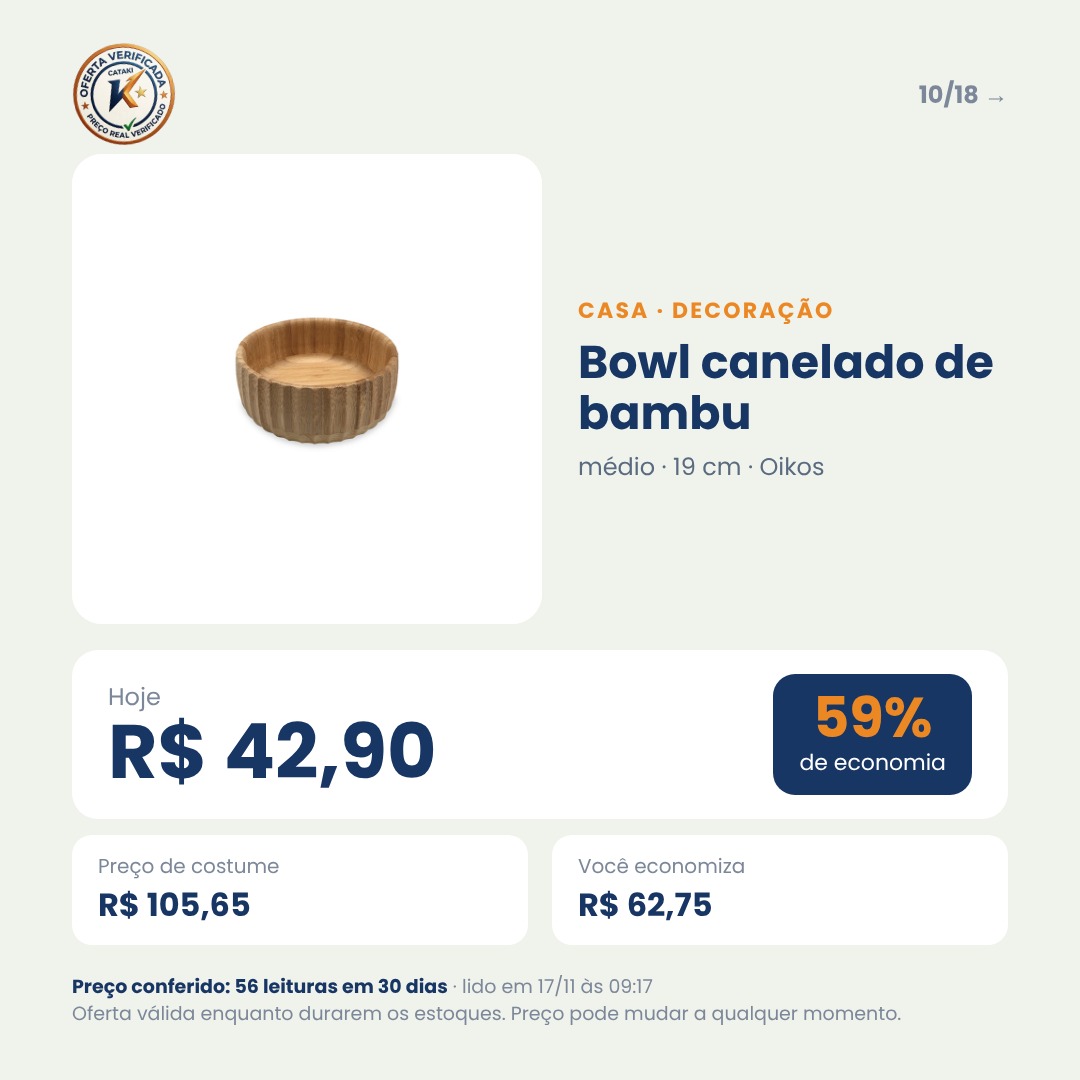 OFERTA VERIFICADA
CATAKI
K
PREÇO REAL VERIFICADO
10/18 →
CASA · DECORAÇÃO
Bowl canelado de
bambu
médio · 19 cm · Oikos
Hoje
R$ 42,90
59%
de economia
Preço de costume
R$ 105,65
Você economiza
R$ 62,75
Preço conferido: 56 leituras em 30 dias · lido em 17/11 às 09:17
Oferta válida enquanto durarem os estoques. Preço pode mudar a qualquer momento.